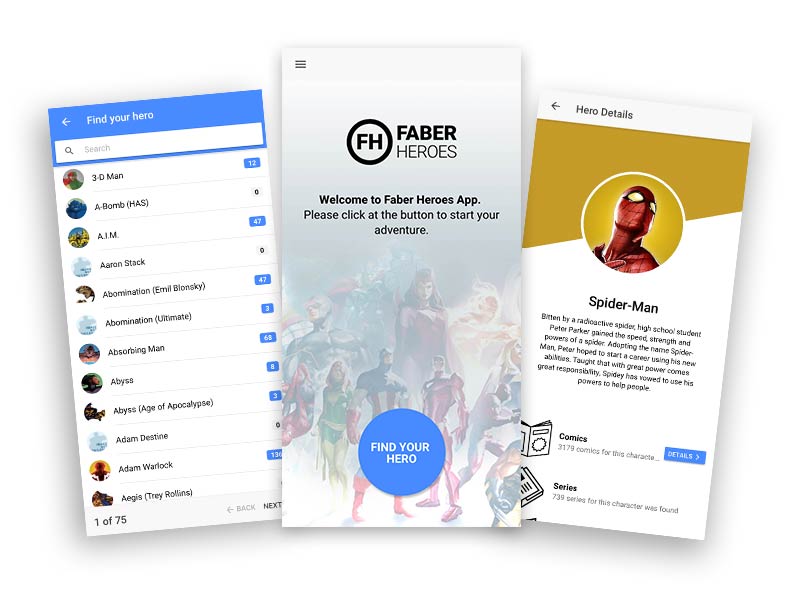 Find your hero
Search
3-D Man 12
A-Bomb (HAS) 0
A.I.M. 47
Aaron Stack 0
Abomination (Emil Blonsky) 47
Abomination (Ultimate) 3
Absorbing Man 68
Abyss 8
Abyss (Age of Apocalypse) 3
Adam Destine 0
Adam Warlock 136
Aegis (Trey Rollins)
1 of 75 BACK NEXT
FH FABER
HEROES
Welcome to Faber Heroes App.
Please click at the button to start your
adventure.
FIND YOUR
HERO
Hero Details
Spider-Man
Bitten by a radioactive spider, high school student
Peter Parker gained the speed, strength and
powers of a spider. Adopting the name Spider-
Man, Peter hoped to start a career using his new
abilities. Taught that with great power comes
great responsibility, Spidey has vowed to use his
powers to help people.
Comics
3179 comics for this characte... DETAILS
Series
739 series for this character was found